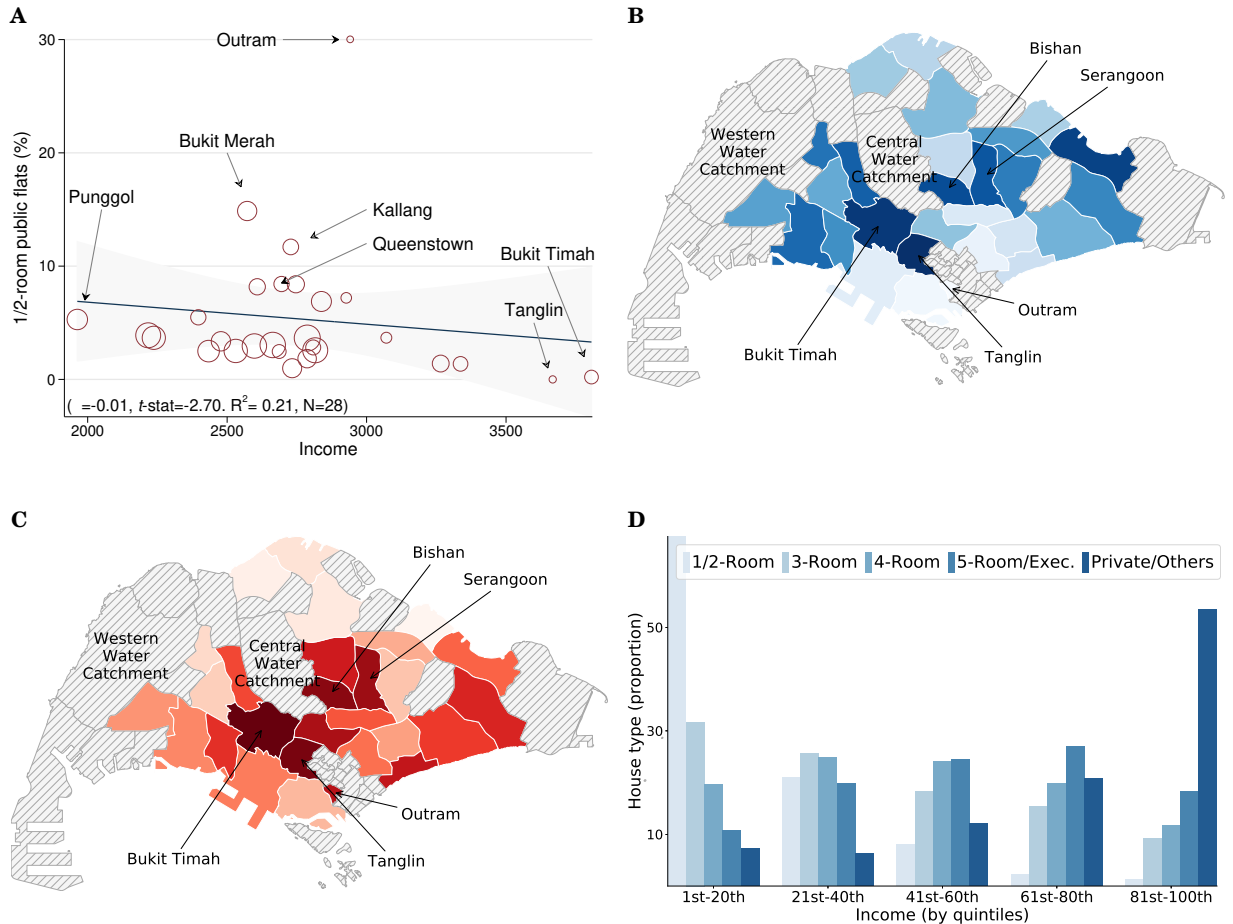 A
30
20
10
0
1/2-room public flats (%)
Outram
Bukit Merah
Punggol
Kallang
Queenstown
Bukit Timah
Tanglin
( =-0.01, t-stat=-2.70. R²= 0.21, N=28)
2000
2500
3000
3500
Income
B
Bishan
Serangoon
Western
Water
Catchment
Central
Water
Catchment
Outram
Bukit Timah
Tanglin
C
Bishan
Serangoon
Western
Water
Catchment
Central
Water
Catchment
Outram
Bukit Timah
Tanglin
D
1/2-Room 3-Room 4-Room 5-Room/Exec. Private/Others
50
30
10
House type (proportion)
1st-20th 21st-40th 41st-60th 61st-80th 81st-100th
Income (by quintiles)